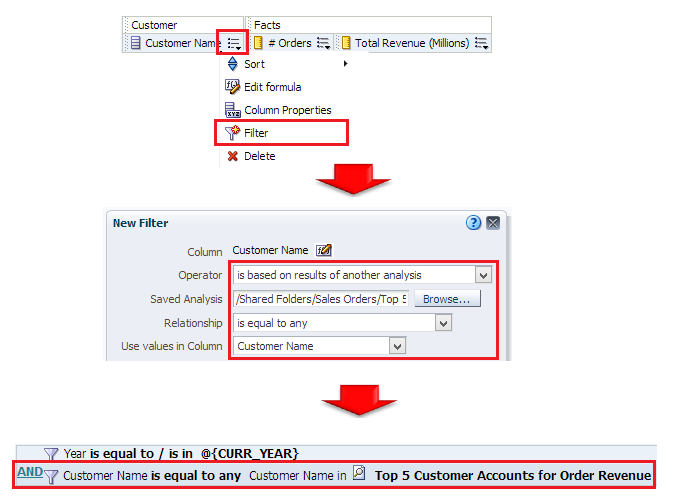 Customer Facts
Customer Name # Orders Total Revenue (Millions)
Sort
Edit formula
Column Properties
Filter
Delete
New Filter
Column Customer Name
Operator is based on results of another analysis
Saved Analysis /Shared Folders/Sales Orders/Top 5 Browse...
Relationship is equal to any
Use values in Column Customer Name
Year is equal to / is in @{CURR_YEAR}
AND Customer Name is equal to any Customer Name in Top 5 Customer Accounts for Order Revenue